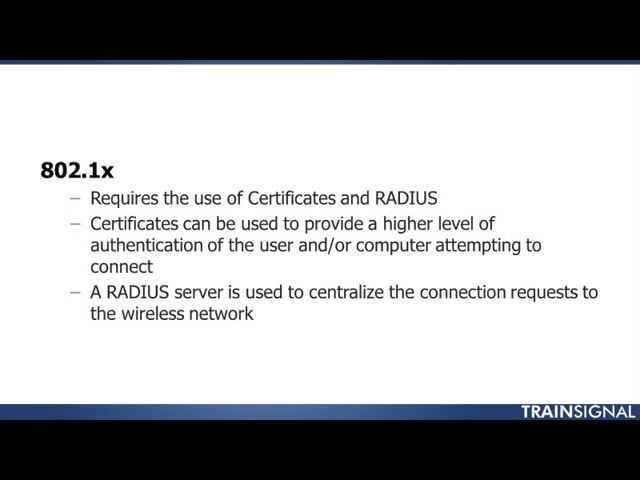 802.1x
– Requires the use of Certificates and RADIUS
– Certificates can be used to provide a higher level of
authentication of the user and/or computer attempting to
connect
– A RADIUS server is used to centralize the connection requests to
the wireless network
TRAINSIGNAL